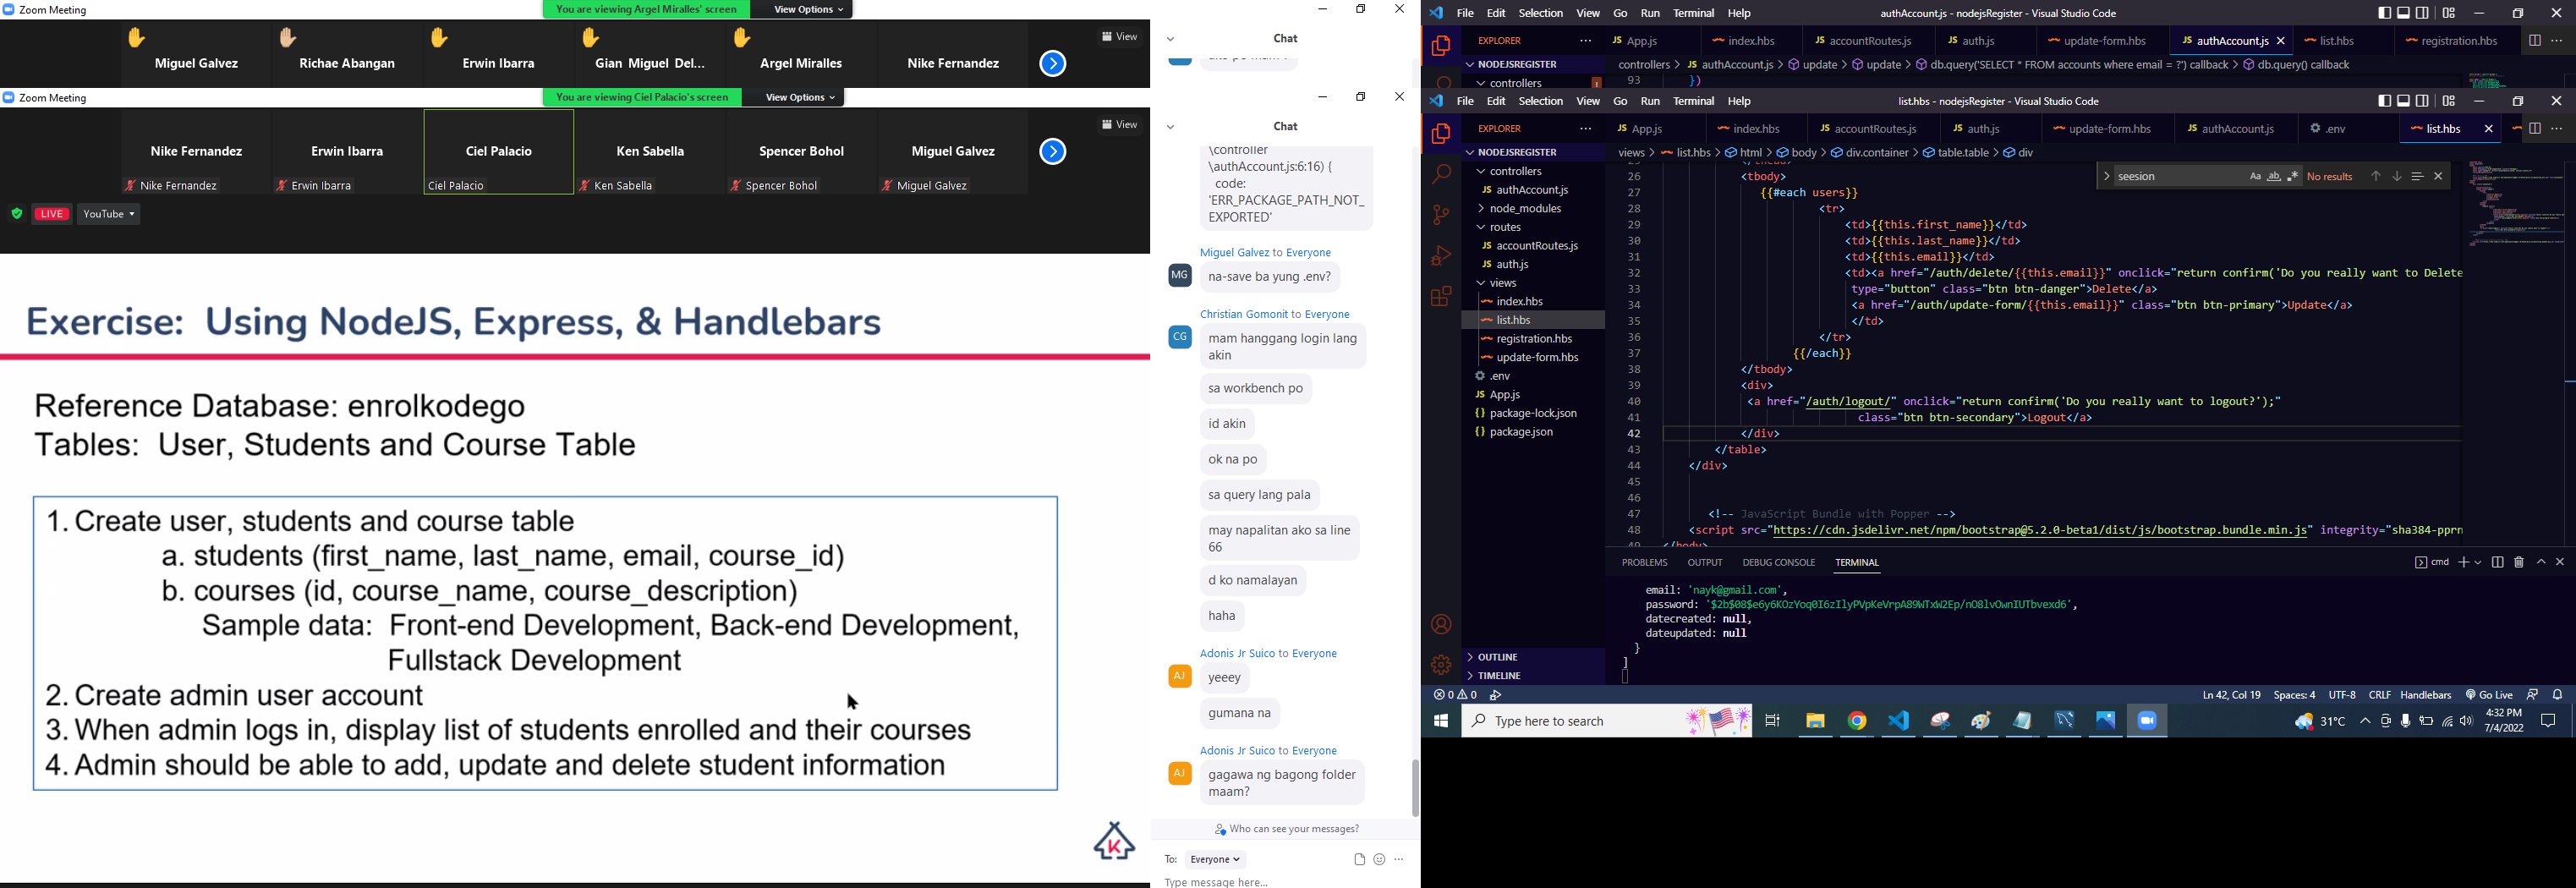 Zoom Meeting
You are viewing Argel Miralles' screen
View Options
Miguel Galvez
Richae Abangan
Erwin Ibarra
Gian Miguel Del...
Argel Miralles
Nike Fernandez
View
Zoom Meeting
You are viewing Ciel Palacio's screen
View Options
Nike Fernandez
Erwin Ibarra
Ciel Palacio
Ken Sabella
Spencer Bohol
Miguel Galvez
View
Nike Fernandez
Erwin Ibarra
Ciel Palacio
Ken Sabella
Spencer Bohol
Miguel Galvez
LIVE
YouTube
Exercise: Using NodeJS, Express, & Handlebars
Reference Database: enrolkodego
Tables: User, Students and Course Table
1. Create user, students and course table
a. students (first_name, last_name, email, course_id)
b. courses (id, course_name, course_description)
Sample data: Front-end Development, Back-end Development,
Fullstack Development
2. Create admin user account
3. When admin logs in, display list of students enrolled and their courses
4. Admin should be able to add, update and delete student information
K
Chat
Chat
\controller
\authAccount.js:6:16) {
code:
'ERR_PACKAGE_PATH_NOT_
EXPORTED'
Miguel Galvez to Everyone
MG
na-save ba yung .env?
Christian Gomonit to Everyone
CG
mam hanggang login lang
akin
sa workbench po
id akin
ok na po
sa query lang pala
may napalitan ako sa line
66
d ko namalayan
haha
Adonis Jr Suico to Everyone
AJ
yeeey
gumana na
Adonis Jr Suico to Everyone
AJ
gagawa ng bagong folder
maam?
Who can see your messages?
To: Everyone
Type message here...
File Edit Selection View Go Run Terminal Help
authAccount.js - nodejsRegister - Visual Studio Code
EXPLORER
JS App.js
index.hbs
JS accountRoutes.js
JS auth.js
update-form.hbs
JS authAccount.js
list.hbs
registration.hbs
NODEJSREGISTER
controllers > JS authAccount.js > update > update > db.query('SELECT * FROM accounts where email = ?') callback > db.query() callback
controllers
93 })
File Edit Selection View Go Run Terminal Help
list.hbs - nodejsRegister - Visual Studio Code
EXPLORER
JS App.js
index.hbs
JS accountRoutes.js
JS auth.js
update-form.hbs
JS authAccount.js
.env
list.hbs
NODEJSREGISTER
controllers
JS authAccount.js
node_modules
routes
JS accountRoutes.js
JS auth.js
views
index.hbs
list.hbs
registration.hbs
update-form.hbs
.env
JS App.js
{} package-lock.json
{} package.json
OUTLINE
TIMELINE
views > list.hbs > html > body > div.container > table.table > div
seesion
Aa ab .*
No results
26 <tbody>
27 {{#each users}}
28 <tr>
29 <td>{{this.first_name}}</td>
30 <td>{{this.last_name}}</td>
31 <td>{{this.email}}</td>
32 <td><a href="/auth/delete/{{this.email}}" onclick="return confirm('Do you really want to Delete
33 type="button" class="btn btn-danger">Delete</a>
34 <a href="/auth/update-form/{{this.email}}" class="btn btn-primary">Update</a>
35 </td>
36 </tr>
37 {{/each}}
38 </tbody>
39 <div>
40 <a href="/auth/logout/" onclick="return confirm('Do you really want to logout?');"
41 class="btn btn-secondary">Logout</a>
42 </div>
43 </table>
44 </div>
45
46
47 <!-- JavaScript Bundle with Popper -->
48 <script src="https://cdn.jsdelivr.net/npm/bootstrap@5.2.0-beta1/dist/js/bootstrap.bundle.min.js" integrity="sha384-pprn
PROBLEMS OUTPUT DEBUG CONSOLE TERMINAL
cmd
email: 'nayk@gmail.com',
datecreated: null,
dateupdated: null
}
]
0 0
Ln 42, Col 19 Spaces: 4 UTF-8 CRLF Handlebars Go Live
Type here to search
31°C
4:32 PM
7/4/2022